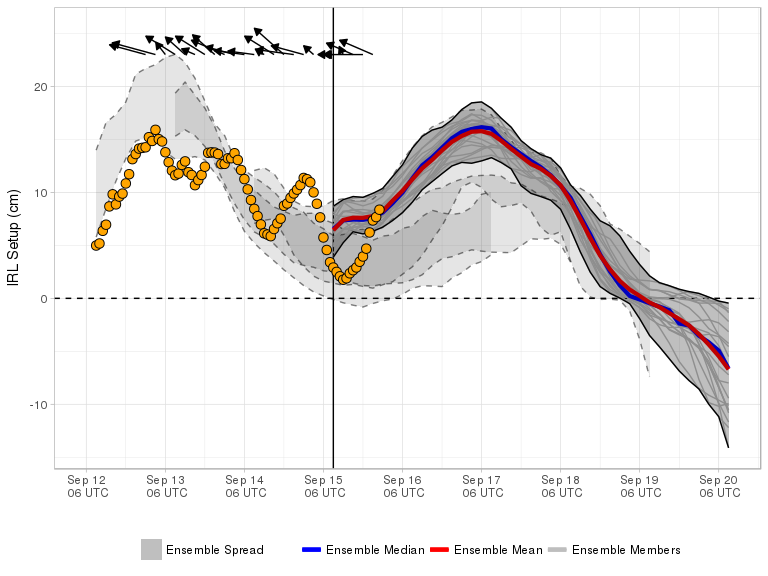 IRL Setup (cm)
20
10
0
-10
Sep 12 Sep 13 Sep 14 Sep 15 Sep 16 Sep 17 Sep 18 Sep 19 Sep 20
06 UTC 06 UTC 06 UTC 06 UTC 06 UTC 06 UTC 06 UTC 06 UTC 06 UTC
Ensemble Spread Ensemble Median Ensemble Mean Ensemble Members